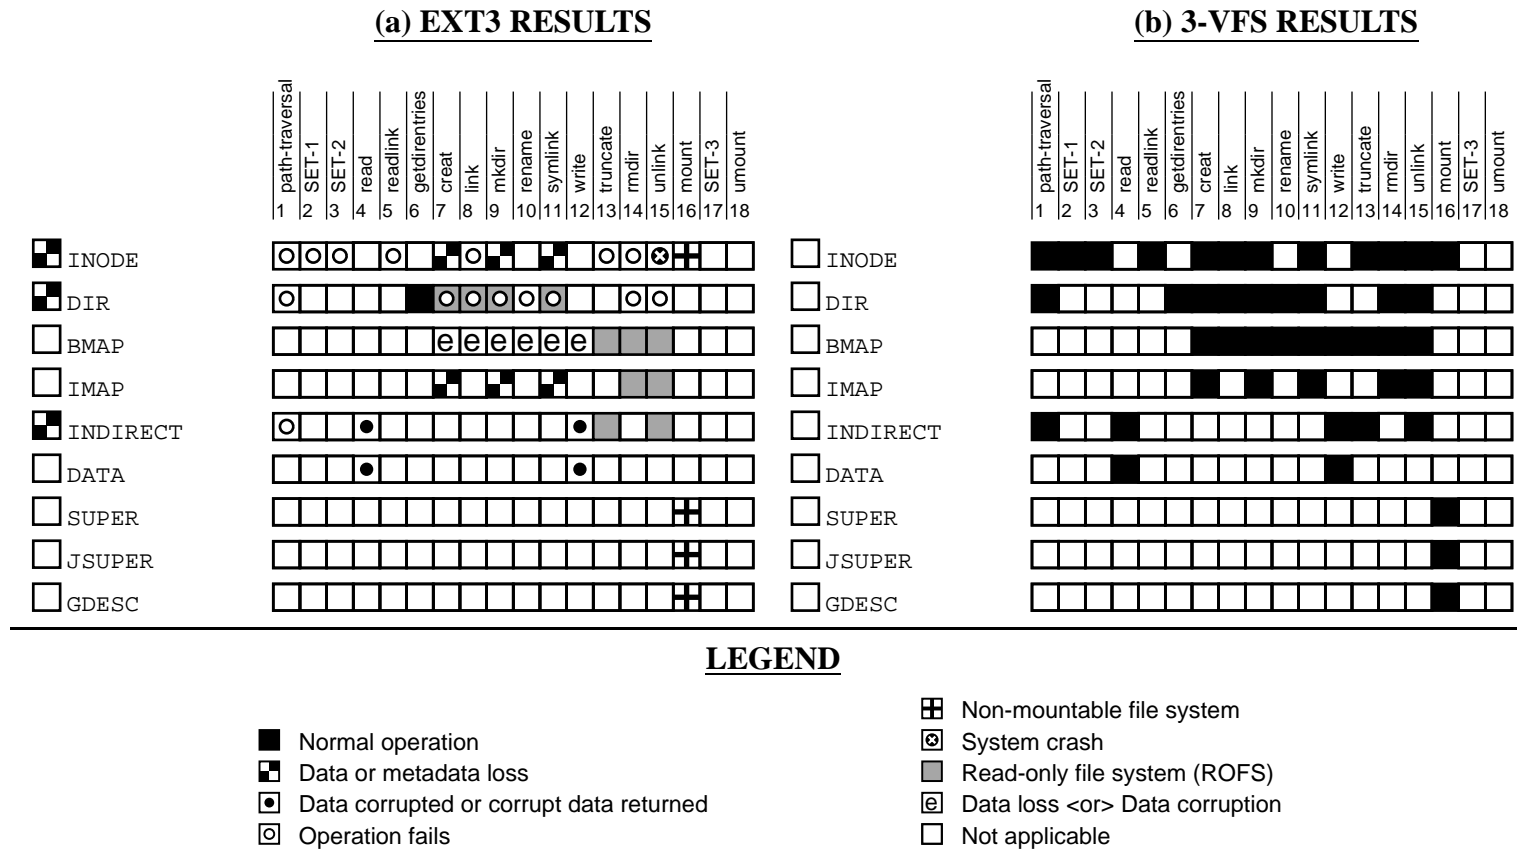 (a) EXT3 RESULTS
path-traversal
SET-1
SET-2
read
readlink
getdirentries
creat
link
mkdir
rename
symlink
write
truncate
rmdir
unlink
mount
SET-3
umount
1 2 3 4 5 6 7 8 9 10 11 12 13 14 15 16 17 18
INODE
DIR
BMAP
e e e e e e
IMAP
INDIRECT
DATA
SUPER
JSUPER
GDESC
(b) 3-VFS RESULTS
path-traversal
SET-1
SET-2
read
readlink
getdirentries
creat
link
mkdir
rename
symlink
write
truncate
rmdir
unlink
mount
SET-3
umount
1 2 3 4 5 6 7 8 9 10 11 12 13 14 15 16 17 18
INODE
DIR
BMAP
IMAP
INDIRECT
DATA
SUPER
JSUPER
GDESC
LEGEND
Normal operation
Data or metadata loss
Data corrupted or corrupt data returned
Operation fails
Non-mountable file system
System crash
Read-only file system (ROFS)
e Data loss <or> Data corruption
Not applicable